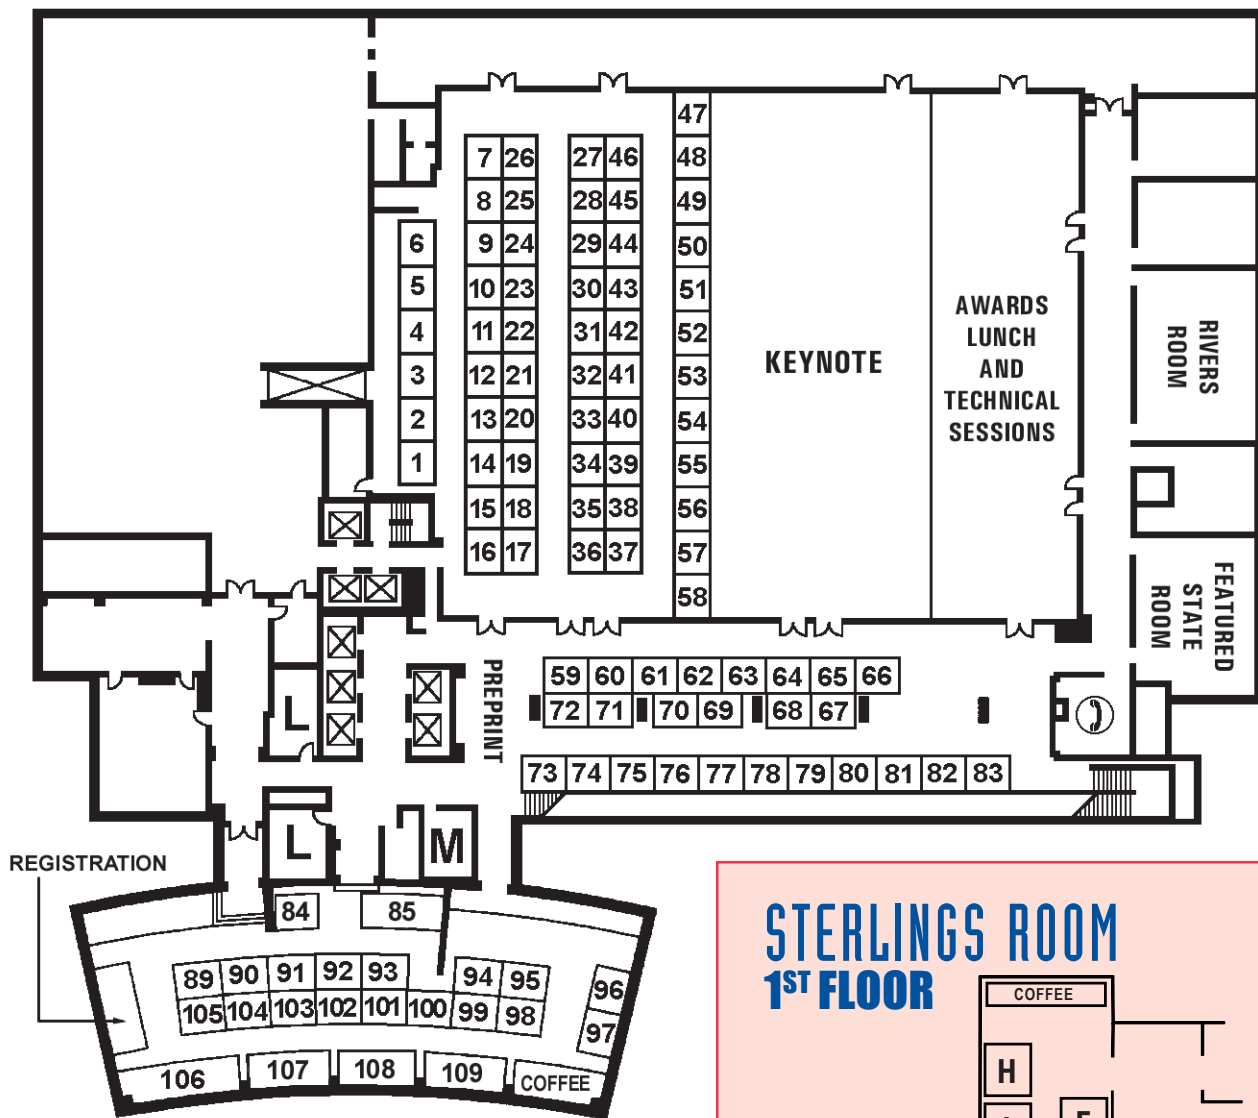 47
7 26 27 46 48
8 25 28 45 49
6 9 24 29 44 50
5 10 23 30 43 51
4 11 22 31 42 52
3 12 21 32 41 53
2 13 20 33 40 54
1 14 19 34 39 55
15 18 35 38 56
16 17 36 37 57
58
KEYNOTE
AWARDS
LUNCH
AND
TECHNICAL
SESSIONS
RIVERS
ROOM
FEATURED
STATE
ROOM
PREPRINT
59 60 61 62 63 64 65 66
72 71 70 69 68 67
L
73 74 75 76 77 78 79 80 81 82 83
L M
REGISTRATION
84 85
89 90 91 92 93 94 95 96
105 104 103 102 101 100 99 98 97
106 107 108 109 COFFEE
STERLINGS ROOM
1ST FLOOR
COFFEE
H